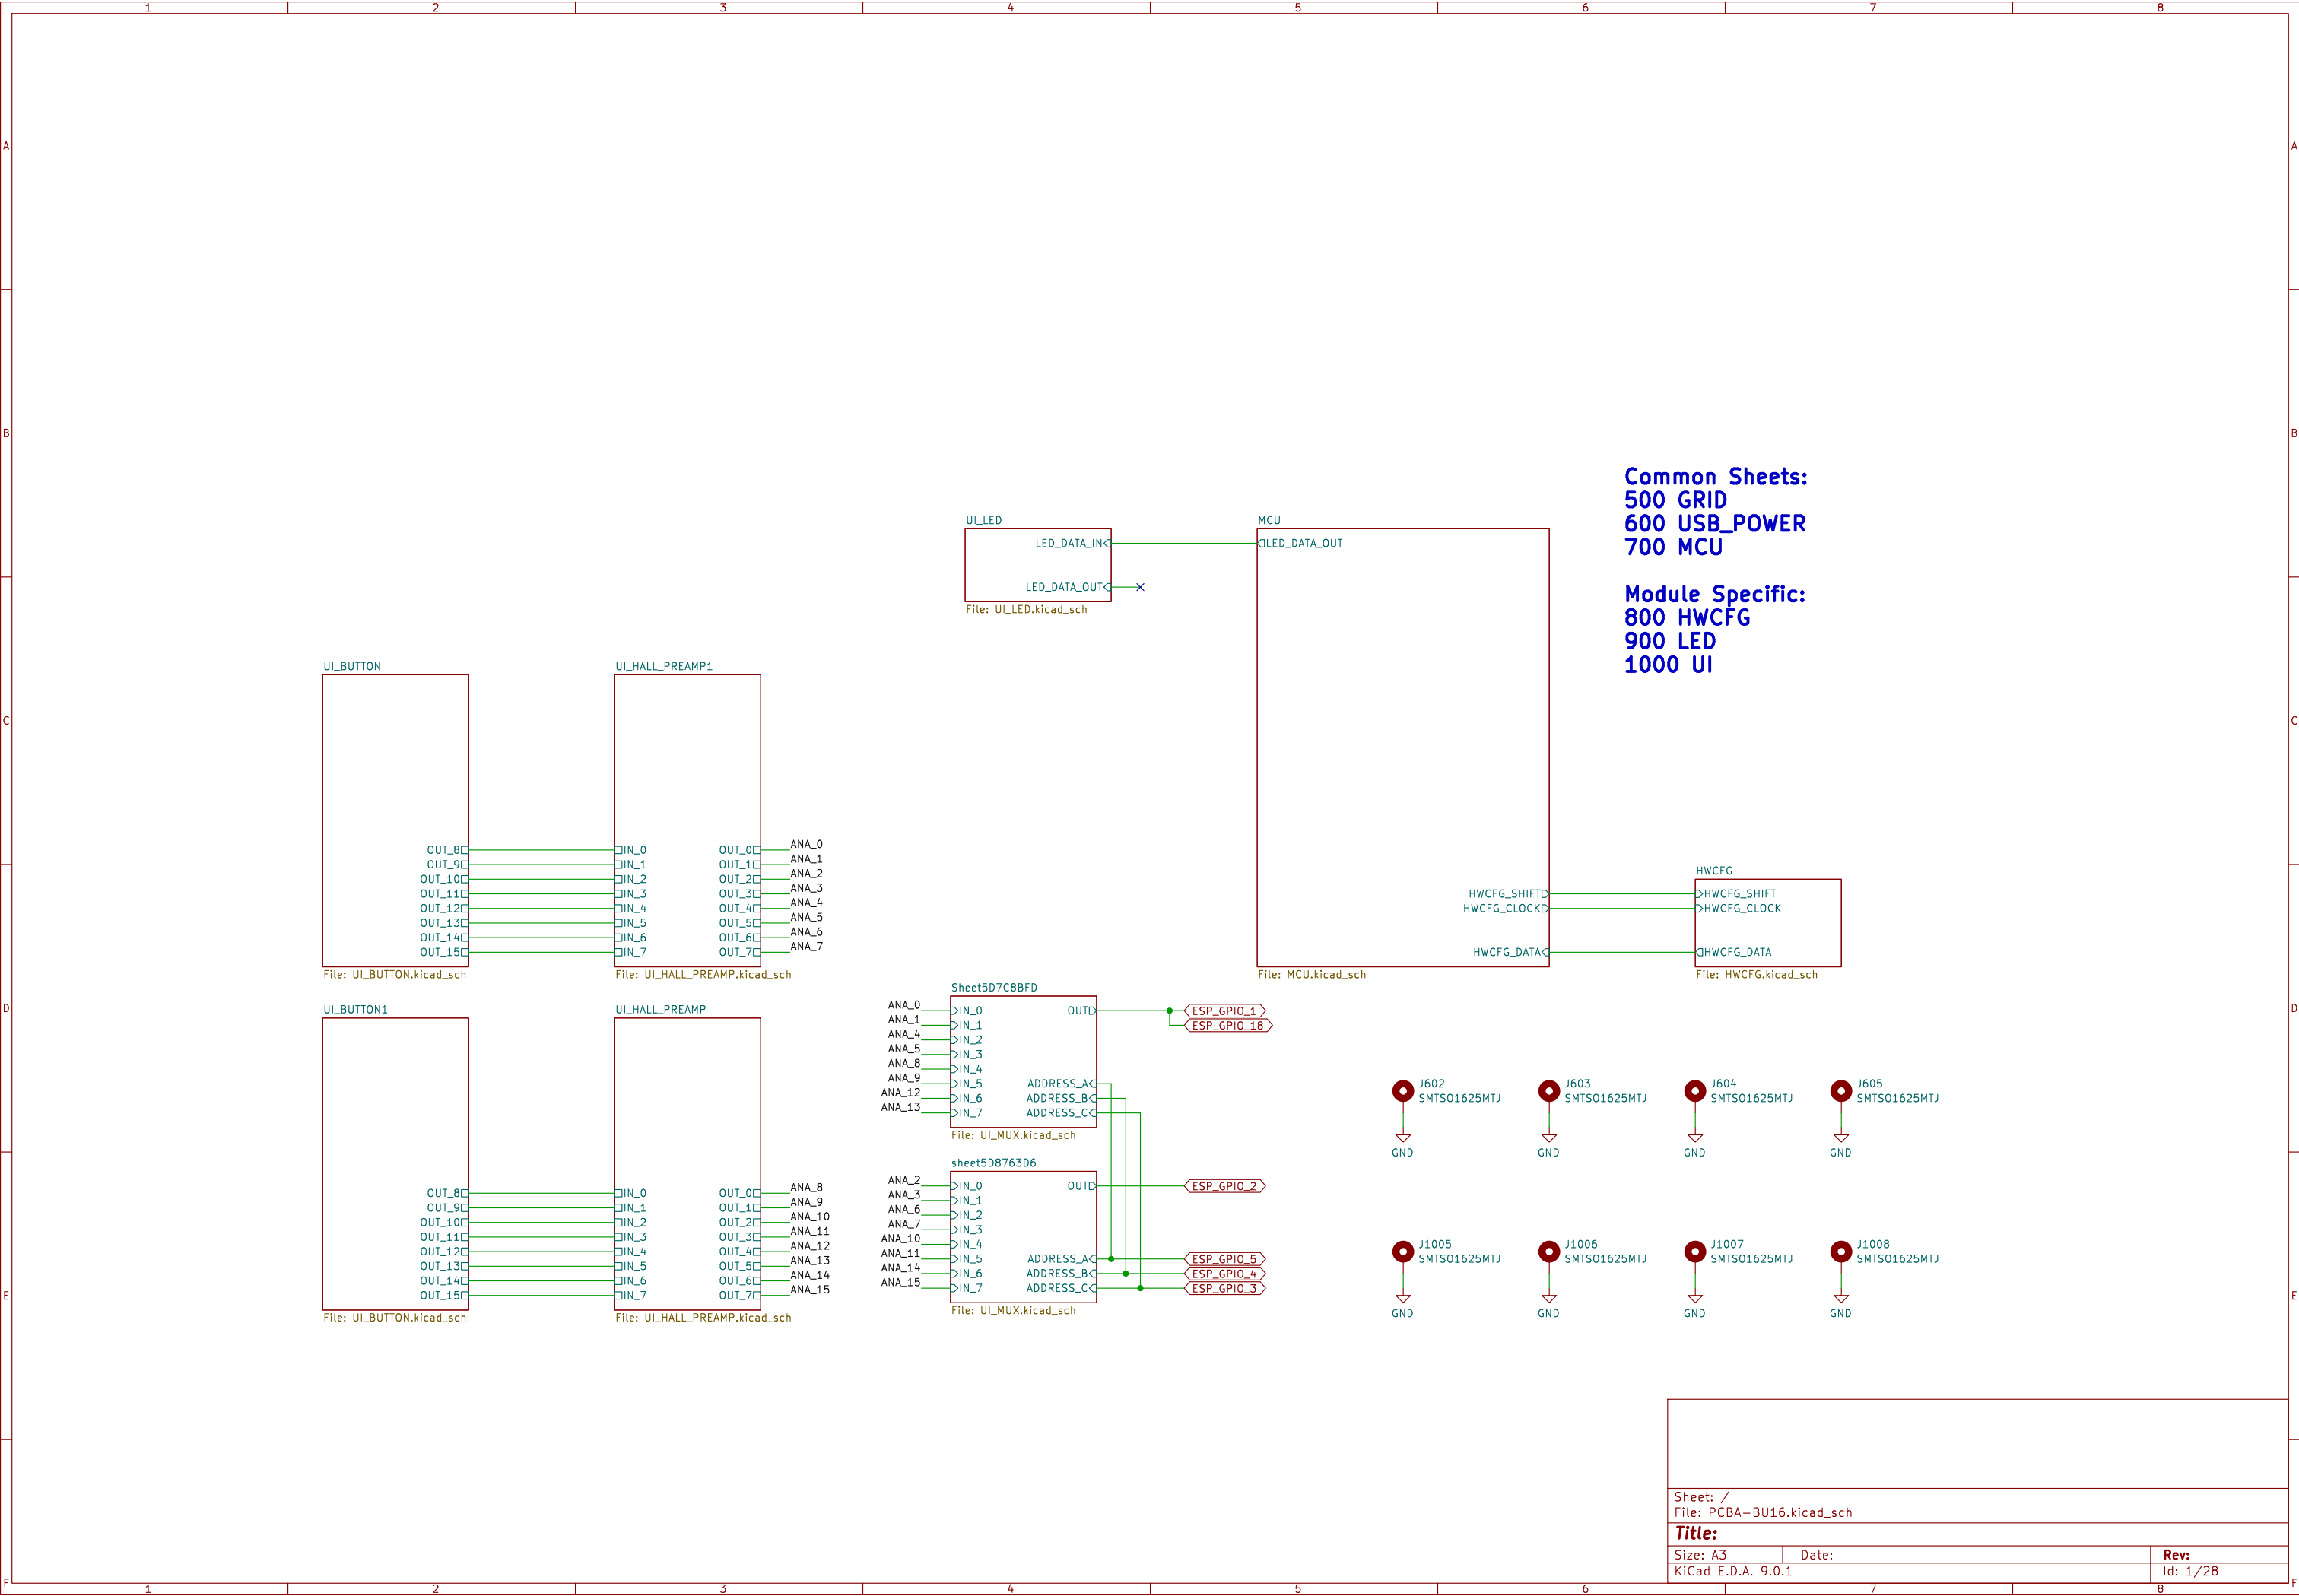 1 2 3 4 5 6 7 8
A A
B B
Common Sheets:
500 GRID
600 USB_POWER
700 MCU
Module Specific:
800 HWCFG
900 LED
1000 UI
UI_LED
LED_DATA_IN
LED_DATA_OUT
File: UI_LED.kicad_sch
MCU
LED_DATA_OUT
HWCFG_SHIFT
HWCFG_CLOCK
HWCFG_DATA
File: MCU.kicad_sch
HWCFG
HWCFG_SHIFT
HWCFG_CLOCK
HWCFG_DATA
File: HWCFG.kicad_sch
C C
UI_BUTTON
OUT_8
OUT_9
OUT_10
OUT_11
OUT_12
OUT_13
OUT_14
OUT_15
File: UI_BUTTON.kicad_sch
UI_HALL_PREAMP1
IN_0 OUT_0 ANA_0
IN_1 OUT_1 ANA_1
IN_2 OUT_2 ANA_2
IN_3 OUT_3 ANA_3
IN_4 OUT_4 ANA_4
IN_5 OUT_5 ANA_5
IN_6 OUT_6 ANA_6
IN_7 OUT_7 ANA_7
File: UI_HALL_PREAMP.kicad_sch
D D
UI_BUTTON1
OUT_8
OUT_9
OUT_10
OUT_11
OUT_12
OUT_13
OUT_14
OUT_15
File: UI_BUTTON.kicad_sch
UI_HALL_PREAMP
IN_0 OUT_0 ANA_8
IN_1 OUT_1 ANA_9
IN_2 OUT_2 ANA_10
IN_3 OUT_3 ANA_11
IN_4 OUT_4 ANA_12
IN_5 OUT_5 ANA_13
IN_6 OUT_6 ANA_14
IN_7 OUT_7 ANA_15
File: UI_HALL_PREAMP.kicad_sch
Sheet5D7C8BFD
ANA_0 IN_0 OUT ESP_GPIO_1
ANA_1 IN_1 ESP_GPIO_18
ANA_4 IN_2
ANA_5 IN_3
ANA_8 IN_4
ANA_9 IN_5 ADDRESS_A
ANA_12 IN_6 ADDRESS_B
ANA_13 IN_7 ADDRESS_C
File: UI_MUX.kicad_sch
sheet5D8763D6
ANA_2 IN_0 OUT ESP_GPIO_2
ANA_3 IN_1
ANA_6 IN_2
ANA_7 IN_3
ANA_10 IN_4
ANA_11 IN_5 ADDRESS_A ESP_GPIO_5
ANA_14 IN_6 ADDRESS_B ESP_GPIO_4
ANA_15 IN_7 ADDRESS_C ESP_GPIO_3
File: UI_MUX.kicad_sch
J602 J603 J604 J605
SMTSO1625MTJ SMTSO1625MTJ SMTSO1625MTJ SMTSO1625MTJ
GND GND GND GND
J1005 J1006 J1007 J1008
SMTSO1625MTJ SMTSO1625MTJ SMTSO1625MTJ SMTSO1625MTJ
GND GND GND GND
E E
Sheet: /
File: PCBA-BU16.kicad_sch
Title:
Size: A3 Date: Rev:
KiCad E.D.A. 9.0.1 Id: 1/28
F F
1 2 3 4 5 6 7 8